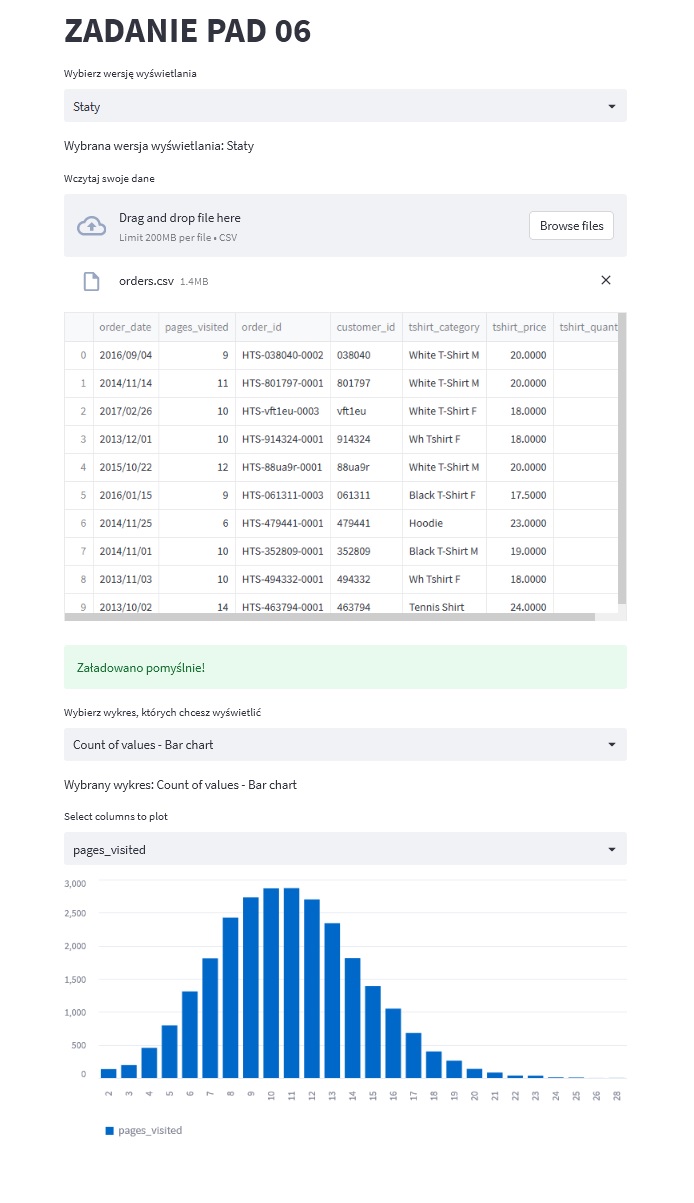 ZADANIE PAD 06
Wybierz wersję wyświetlania
Staty
Wybrana wersja wyświetlania: Staty
Wczytaj swoje dane
Drag and drop file here
Limit 200MB per file • CSV
Browse files
orders.csv 1.4MB
order_date pages_visited order_id customer_id tshirt_category tshirt_price tshirt_quant
0 2016/09/04 9 HTS-038040-0002 038040 White T-Shirt M 20.0000
1 2014/11/14 11 HTS-801797-0001 801797 White T-Shirt M 20.0000
2 2017/02/26 10 HTS-vft1eu-0003 vft1eu White T-Shirt F 18.0000
3 2013/12/01 10 HTS-914324-0001 914324 Wh Tshirt F 18.0000
4 2015/10/22 12 HTS-88ua9r-0001 88ua9r White T-Shirt M 20.0000
5 2016/01/15 9 HTS-061311-0003 061311 Black T-Shirt F 17.5000
6 2014/11/25 6 HTS-479441-0001 479441 Hoodie 23.0000
7 2014/11/01 10 HTS-352809-0001 352809 Black T-Shirt M 19.0000
8 2013/11/03 10 HTS-494332-0001 494332 Wh Tshirt F 18.0000
9 2013/10/02 14 HTS-463794-0001 463794 Tennis Shirt 24.0000
Załadowano pomyślnie!
Wybierz wykres, których chcesz wyświetlić
Count of values - Bar chart
Wybrany wykres: Count of values - Bar chart
Select columns to plot
pages_visited
3,000
2,500
2,000
1,500
1,000
500
0
2 3 4 5 6 7 8 9 10 11 12 13 14 15 16 17 18 19 20 21 22 23 24 25 26 28
pages_visited